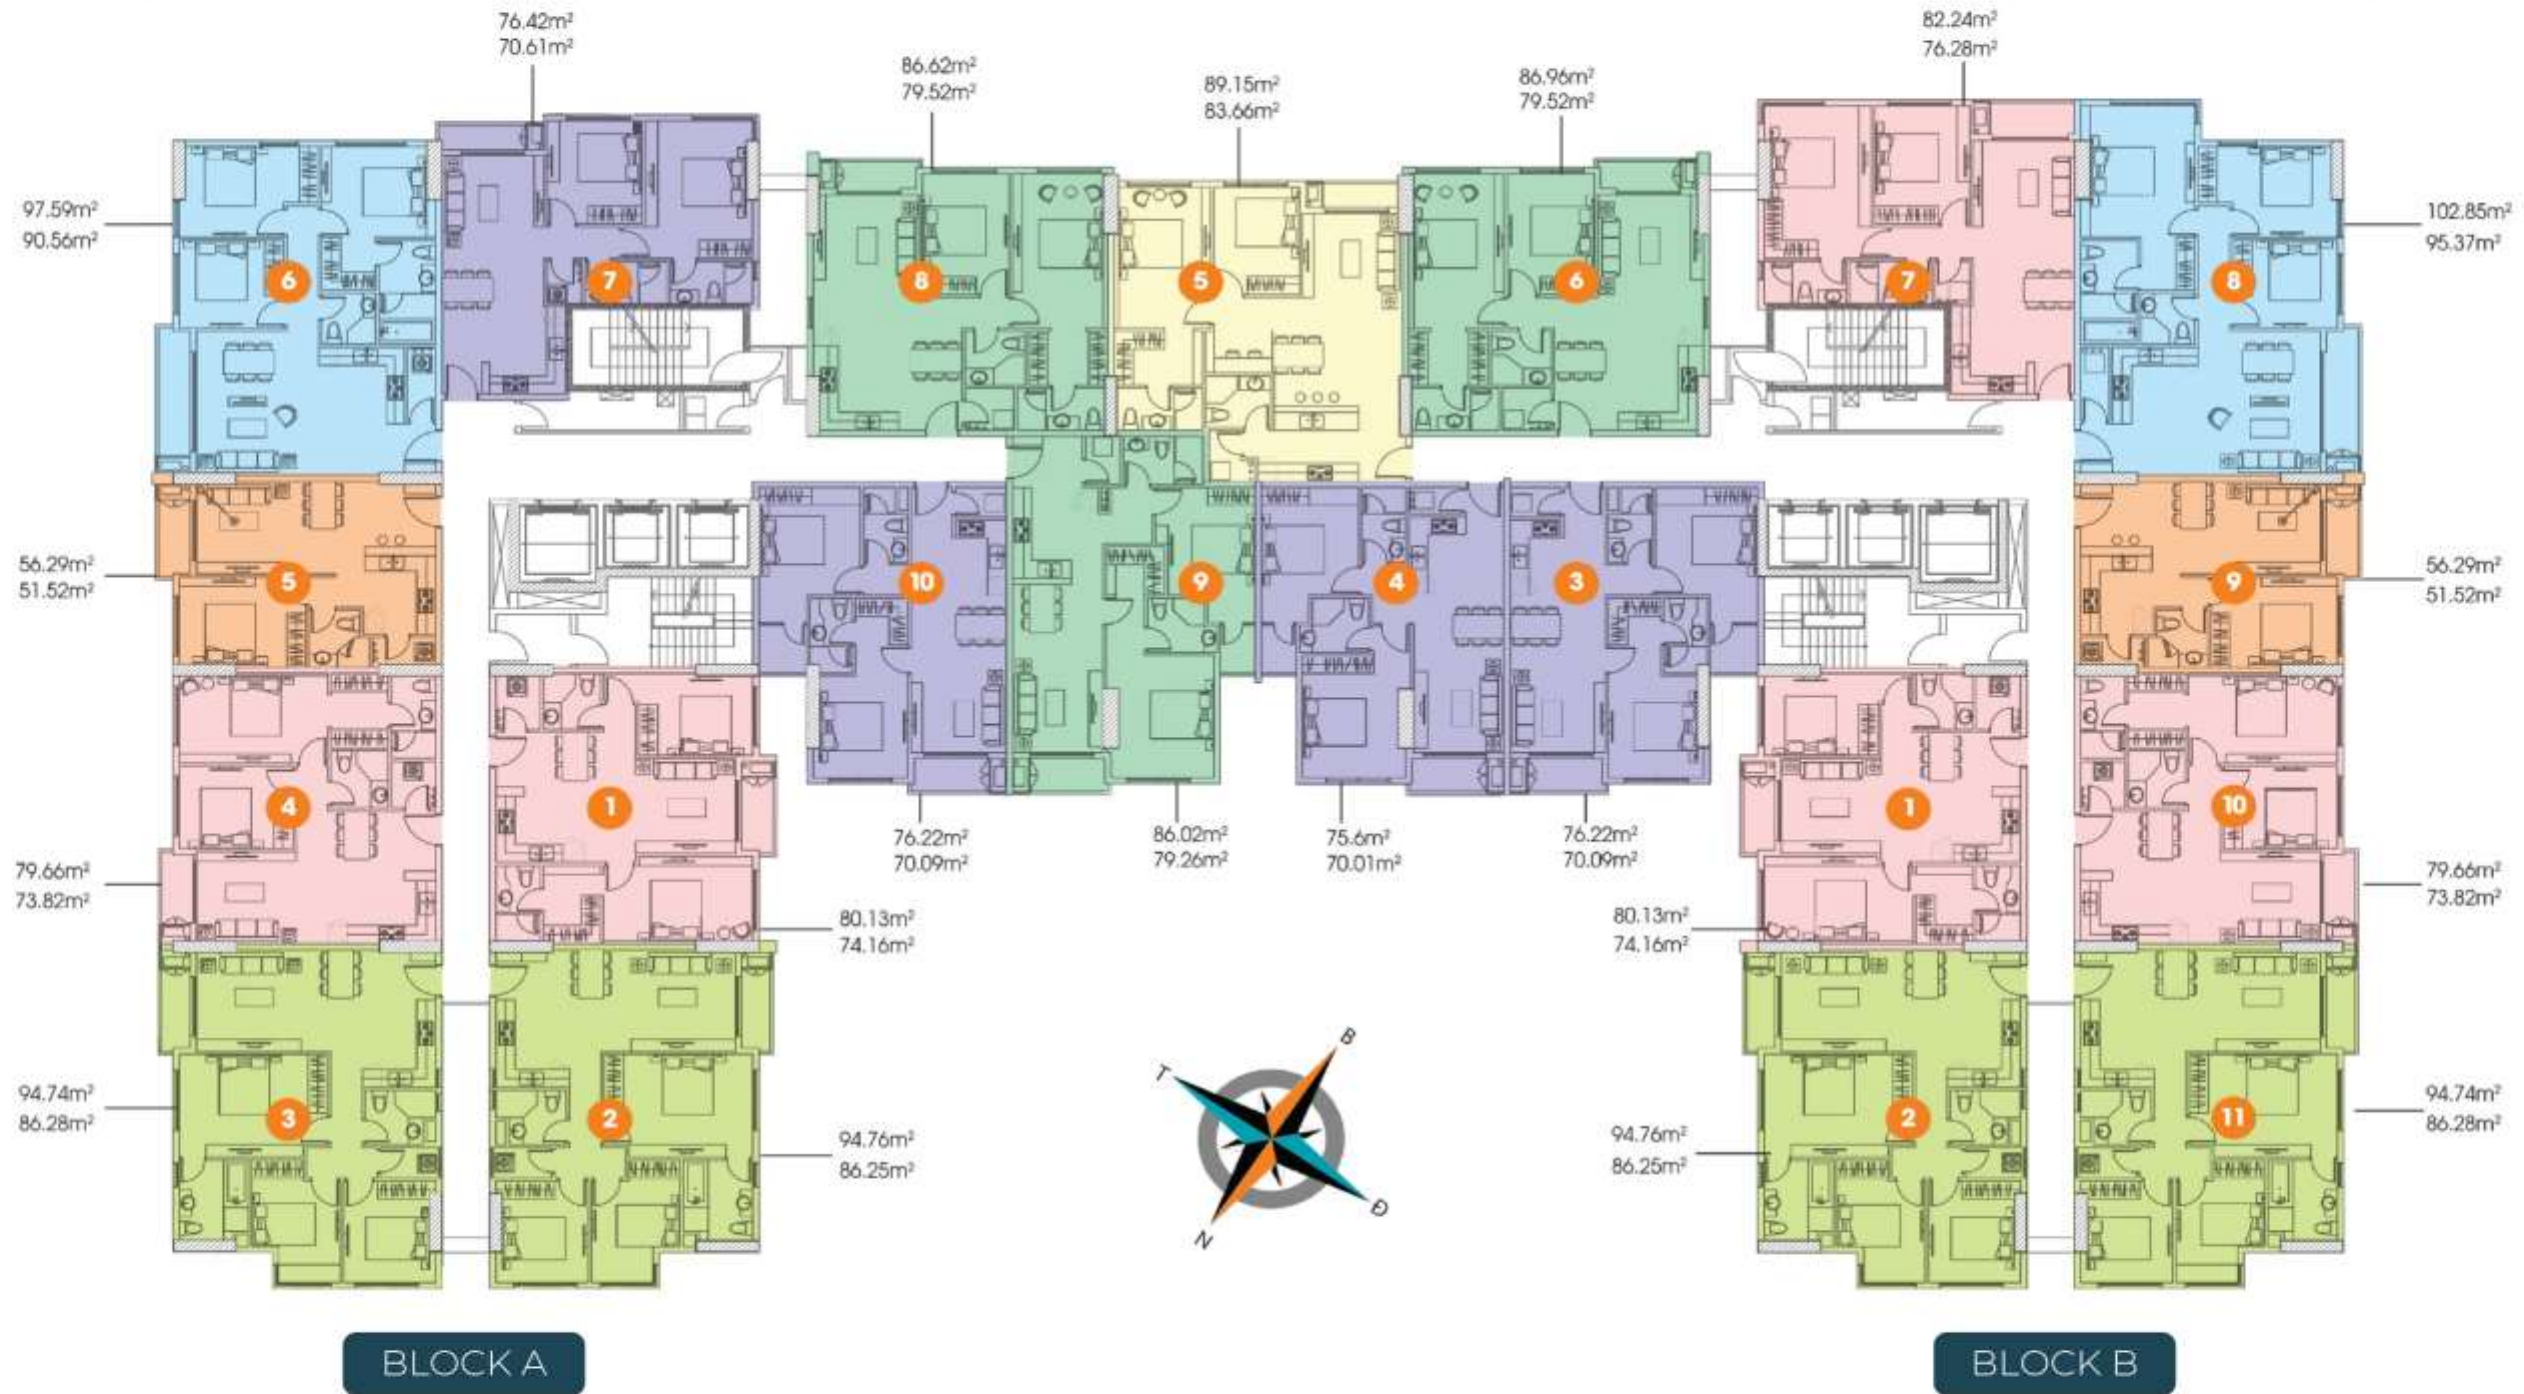 76.42m²
70.61m²
82.24m²
76.28m²
86.62m²
79.52m²
89.15m²
83.66m²
86.96m²
79.52m²
97.59m²
90.56m²
102.85m²
95.37m²
6
7
8
5
6
7
8
56.29m²
51.52m²
56.29m²
51.52m²
5
10
9
4
3
9
4
1
1
10
76.22m²
70.09m²
86.02m²
79.26m²
75.6m²
70.01m²
76.22m²
70.09m²
79.66m²
73.82m²
79.66m²
73.82m²
80.13m²
74.16m²
80.13m²
74.16m²
94.74m²
86.28m²
94.74m²
86.28m²
3
2
2
11
94.76m²
86.25m²
94.76m²
86.25m²
B
T
Đ
N
BLOCK A
BLOCK B